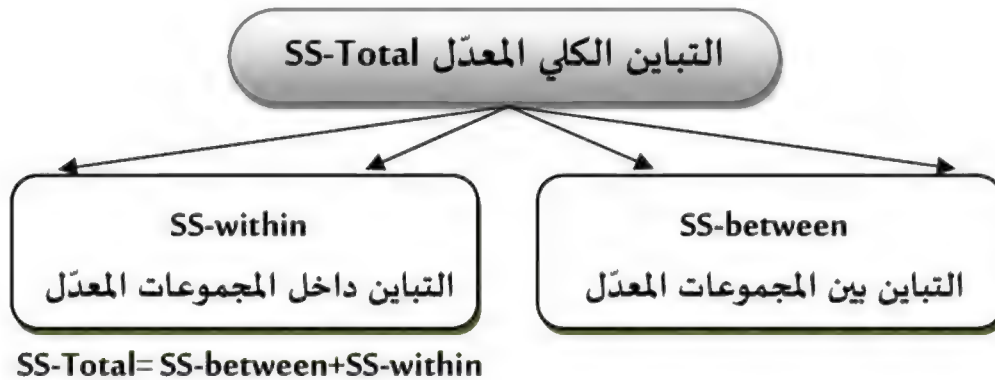 التباين الكلي المعدّل SS-Total
SS-between
التباين بين المجموعات المعدّل
SS-within
التباين داخل المجموعات المعدّل
SS-Total= SS-between+SS-within